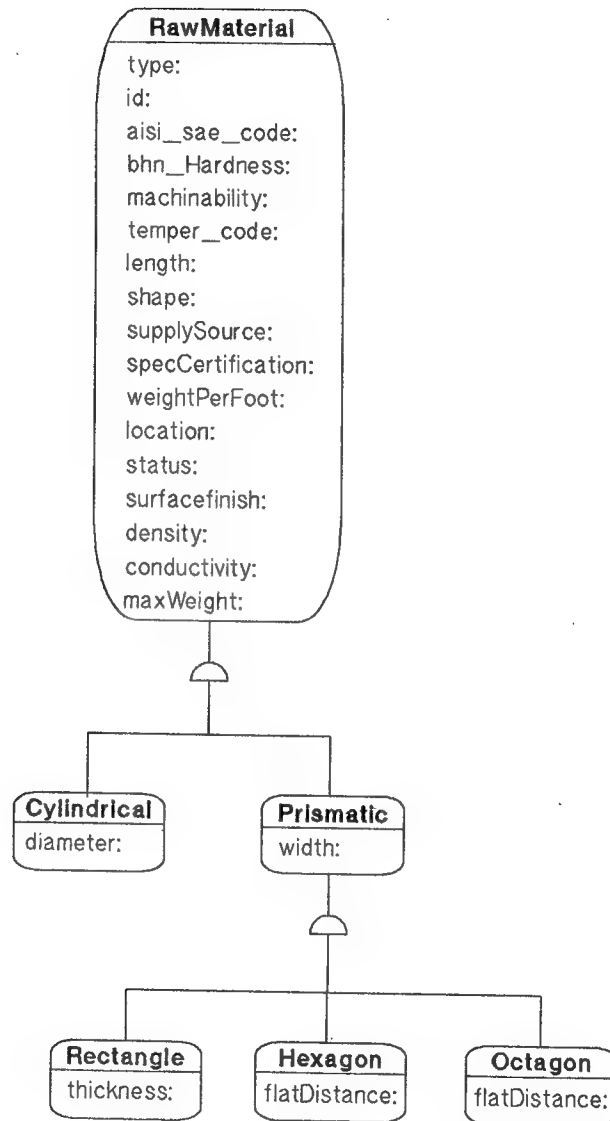 RawMaterial
type:
id:
aisi_sae_code:
bhn_Hardness:
machinability:
temper_code:
length:
shape:
supplySource:
specCertification:
weightPerFoot:
location:
status:
surfacefinish:
density:
conductivity:
maxWeight:
Cylindrical Prismatic
diameter: width:
Rectangle Hexagon Octagon
thickness: flatDistance: flatDistance: